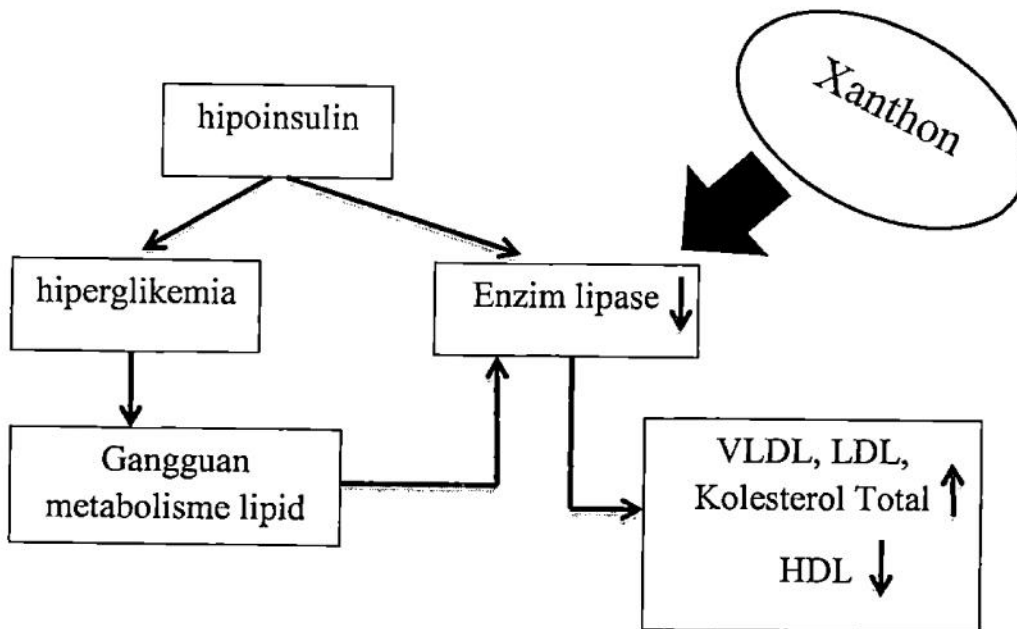 Xanthon
hipoinsulin
hiperglikemia
Enzim lipase ↓
Gangguan
metabolisme lipid
VLDL, LDL,
Kolesterol Total ↑
HDL ↓